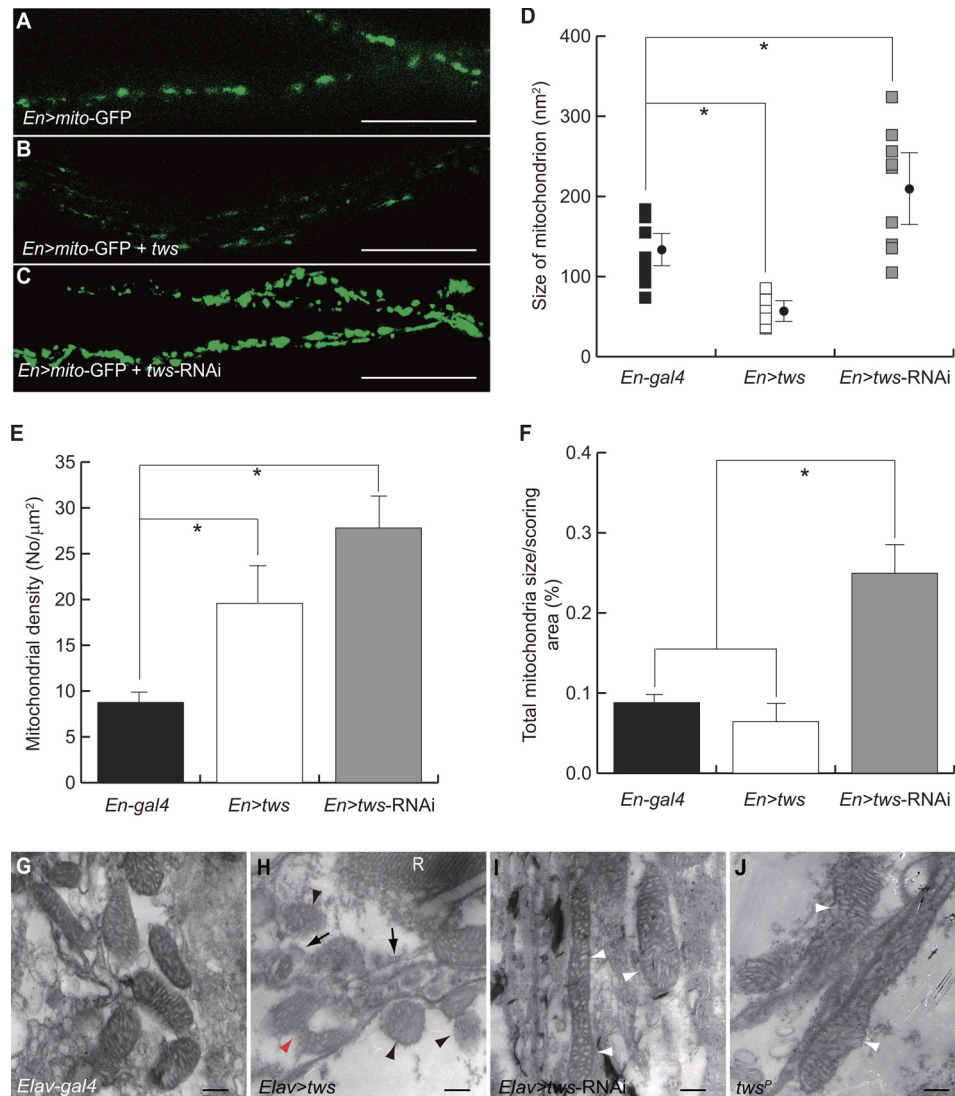 A
En>mito-GFP
B
En>mito-GFP + tws
C
En>mito-GFP + tws-RNAi
D
Size of mitochondrion (nm²)
400
300
200
100
0
*
*
En-gal4
En>tws
En>tws-RNAi
E
Mitochondrial density (No/µm²)
35
30
25
20
15
10
5
0
*
*
En-gal4
En>tws
En>tws-RNAi
F
Total mitochondria size/scoring
area (%)
0.4
0.3
0.2
0.1
0.0
*
En-gal4
En>tws
En>tws-RNAi
G
Elav-gal4
H
R
Elav>tws
I
Elav>tws-RNAi
J
twsᴾ